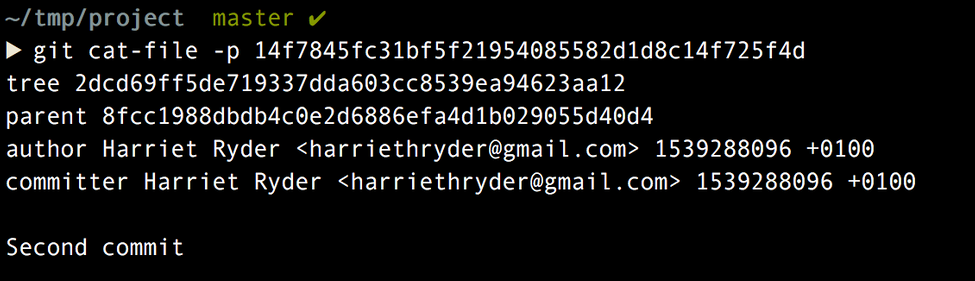 ~/tmp/project master ✔
▶ git cat-file -p 14f7845fc31bf5f21954085582d1d8c14f725f4d
tree 2dcd69ff5de719337dda603cc8539ea94623aa12
parent 8fcc1988dbdb4c0e2d6886efa4d1b029055d40d4
author Harriet Ryder <harriethryder@gmail.com> 1539288096 +0100
committer Harriet Ryder <harriethryder@gmail.com> 1539288096 +0100
Second commit